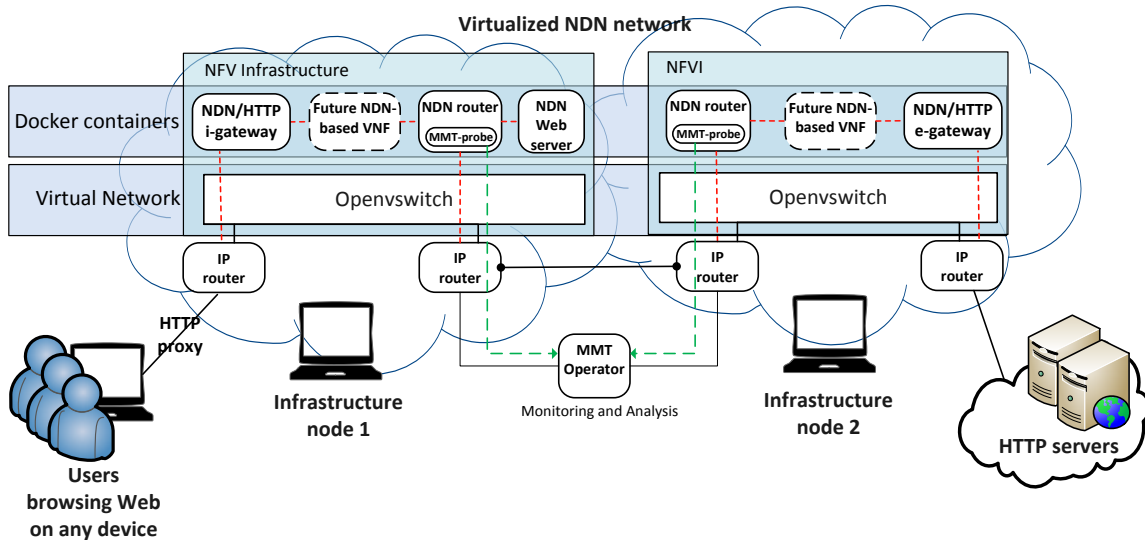 Virtualized NDN network
NFV Infrastructure
NFVI
Docker containers
NDN/HTTP
i-gateway
Future NDN-
based VNF
NDN router
MMT-probe
NDN
Web
server
NDN router
MMT-probe
Future NDN-
based VNF
NDN/HTTP
e-gateway
Virtual Network
Openvswitch
Openvswitch
IP
router
IP
router
IP
router
IP
router
HTTP
proxy
MMT
Operator
Monitoring and Analysis
Infrastructure
node 1
Infrastructure
node 2
HTTP servers
Users
browsing Web
on any device